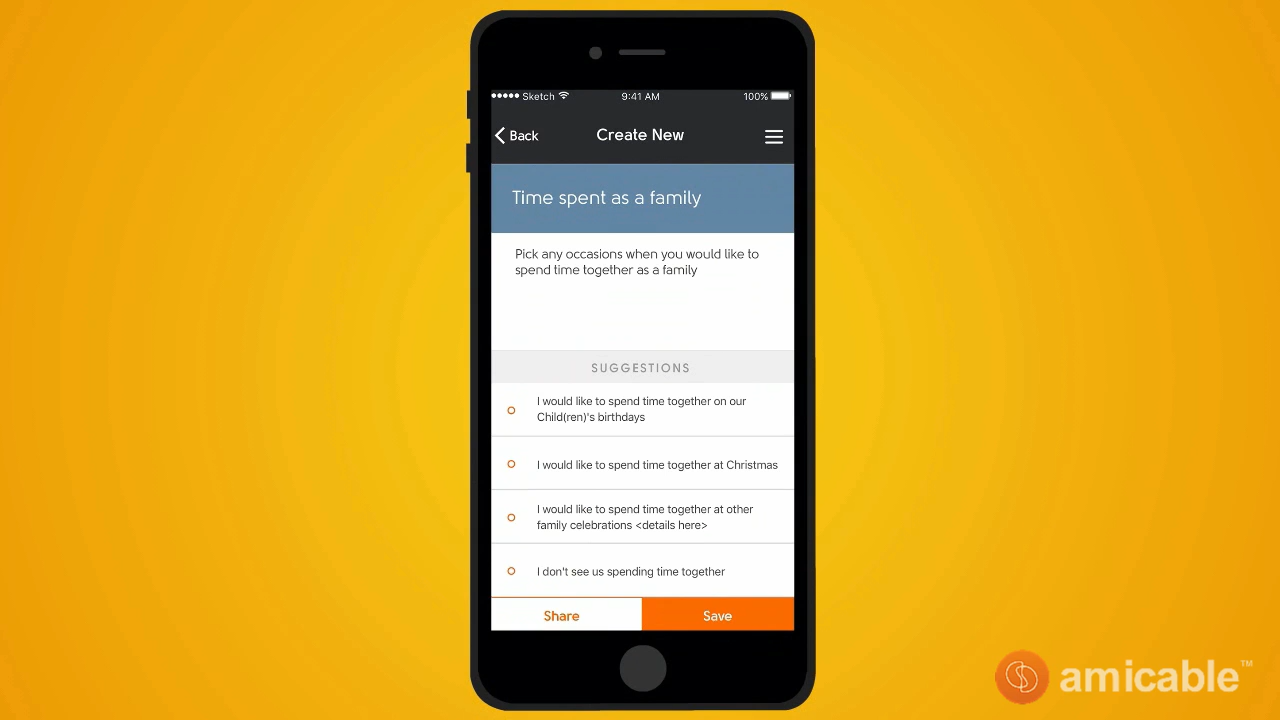 Sketch 9:41 AM 100%
Back Create New
Time spent as a family
Pick any occasions when you would like to
spend time together as a family
SUGGESTIONS
I would like to spend time together on our
Child(ren)'s birthdays
I would like to spend time together at Christmas
I would like to spend time together at other
family celebrations <details here>
I don't see us spending time together
Share Save
amicable™